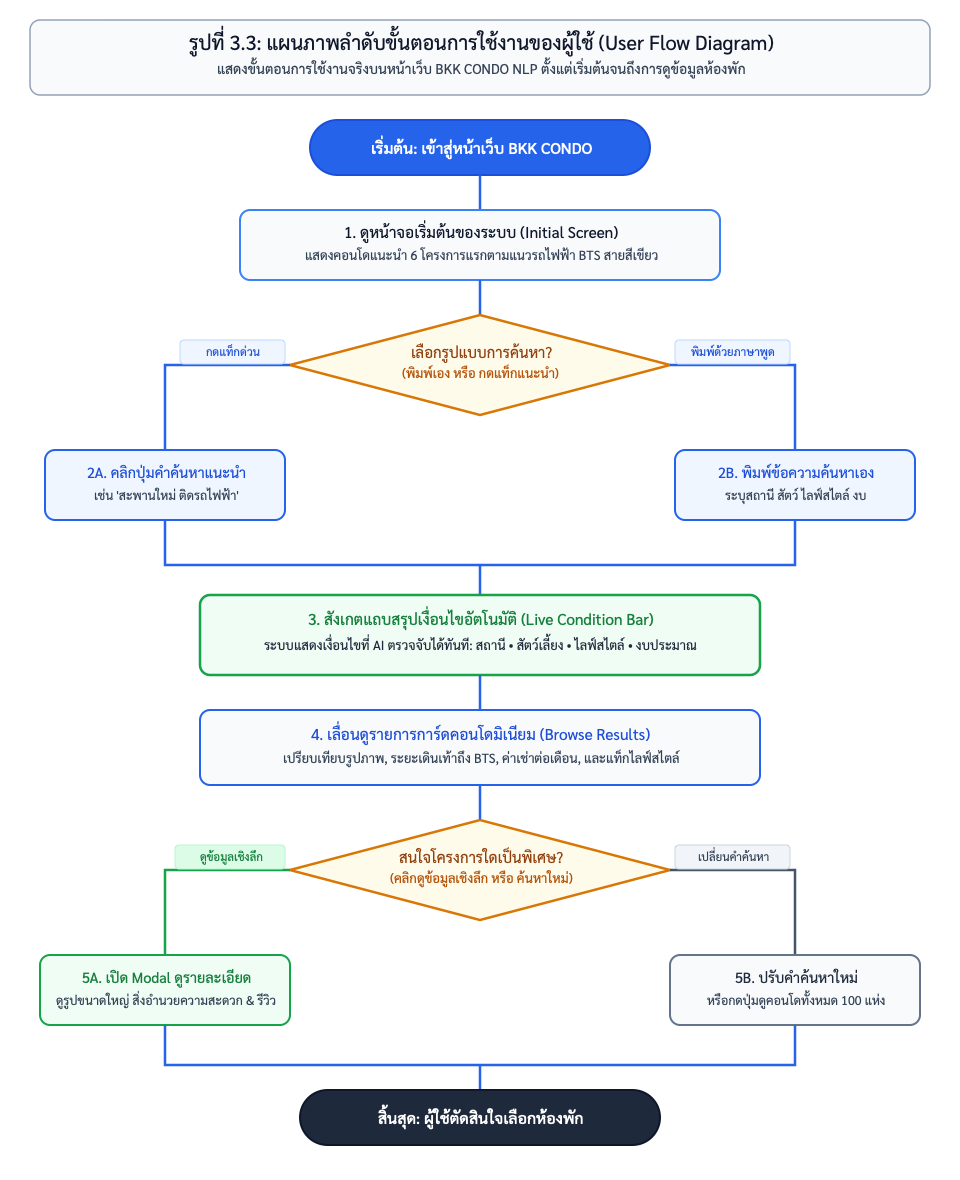 รูปที่ 3.3: แผนภาพลำดับขั้นตอนการใช้งานของผู้ใช้ (User Flow Diagram)
แสดงขั้นตอนการใช้งานจริงบนหน้าเว็บ BKK CONDO NLP ตั้งแต่เริ่มต้นจนถึงการดูข้อมูลห้องพัก
เริ่มต้น: เข้าสู่หน้าเว็บ BKK CONDO
1. ดูหน้าจอเริ่มต้นของระบบ (Initial Screen)
แสดงคอนโดแนะนำ 6 โครงการแรกตามแนวรถไฟฟ้า BTS สายสีเขียว
เลือกรูปแบบการค้นหา?
(พิมพ์เอง หรือ กดแท็กแนะนำ)
กดแท็กด่วน
พิมพ์ด้วยภาษาพูด
2A. คลิกปุ่มคำค้นหาแนะนำ
เช่น 'สะพานใหม่ ติดรถไฟฟ้า'
2B. พิมพ์ข้อความค้นหาเอง
ระบุสถานี สัตว์ ไลฟ์สไตล์ งบ
3. สังเกตแถบสรุปเงื่อนไขอัตโนมัติ (Live Condition Bar)
ระบบแสดงเงื่อนไขที่ AI ตรวจจับได้ทันที: สถานี • สัตว์เลี้ยง • ไลฟ์สไตล์ • งบประมาณ
4. เลื่อนดูรายการการ์ดคอนโดมิเนียม (Browse Results)
เปรียบเทียบรูปภาพ, ระยะเดินเท้าถึง BTS, ค่าเช่าต่อเดือน, และแท็กไลฟ์สไตล์
สนใจโครงการใดเป็นพิเศษ?
(คลิกดูข้อมูลเชิงลึก หรือ ค้นหาใหม่)
ดูข้อมูลเชิงลึก
เปลี่ยนคำค้นหา
5A. เปิด Modal ดูรายละเอียด
ดูรูปขนาดใหญ่ สิ่งอำนวยความสะดวก & รีวิว
5B. ปรับคำค้นหาใหม่
หรือกดปุ่มดูคอนโดทั้งหมด 100 แห่ง
สิ้นสุด: ผู้ใช้ตัดสินใจเลือกห้องพัก